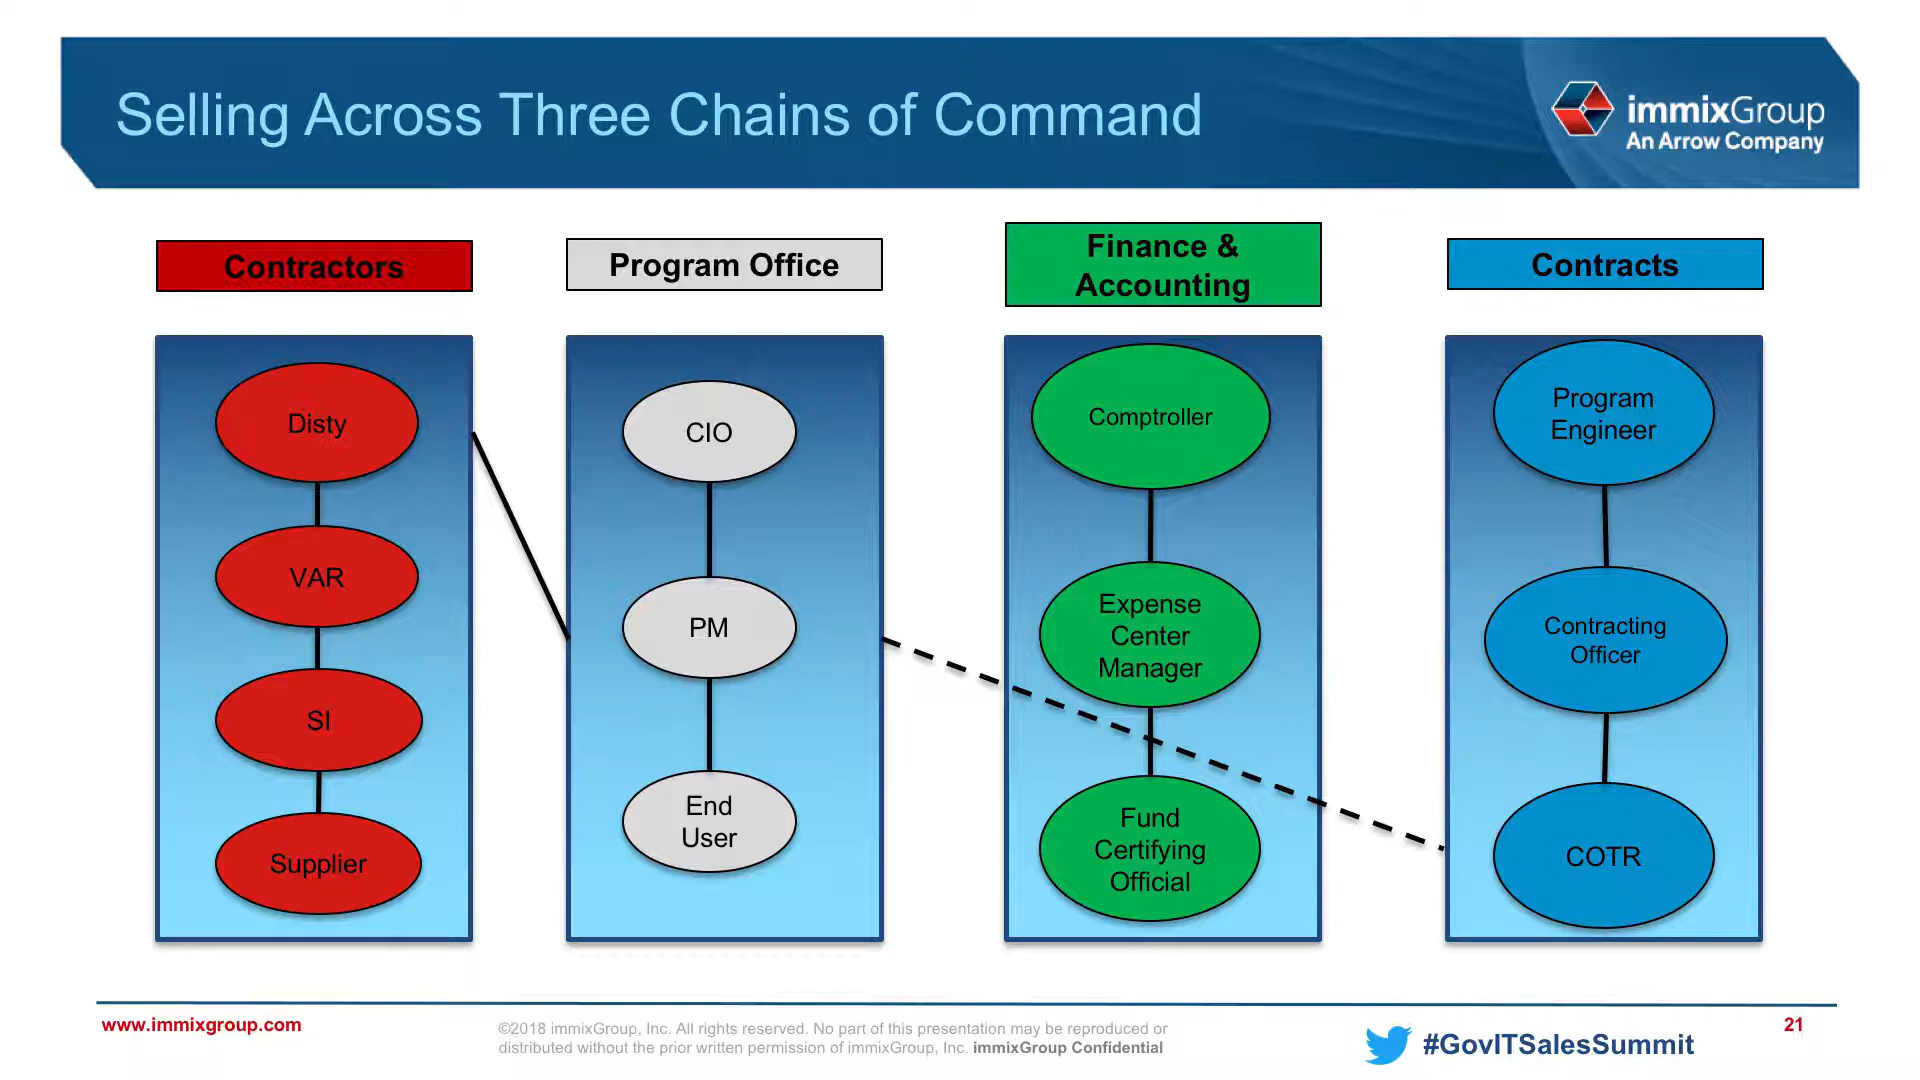 Selling Across Three Chains of Command
immixGroup
An Arrow Company
Contractors
Program Office
Finance &
Accounting
Contracts
Disty
VAR
SI
Supplier
CIO
PM
End
User
Comptroller
Expense
Center
Manager
Fund
Certifying
Official
Program
Engineer
Contracting
Officer
COTR
www.immixgroup.com
©2018 immixGroup, Inc. All rights reserved. No part of this presentation may be reproduced or
distributed without the prior written permission of immixGroup, Inc. immixGroup Confidential
#GovITSalesSummit
21